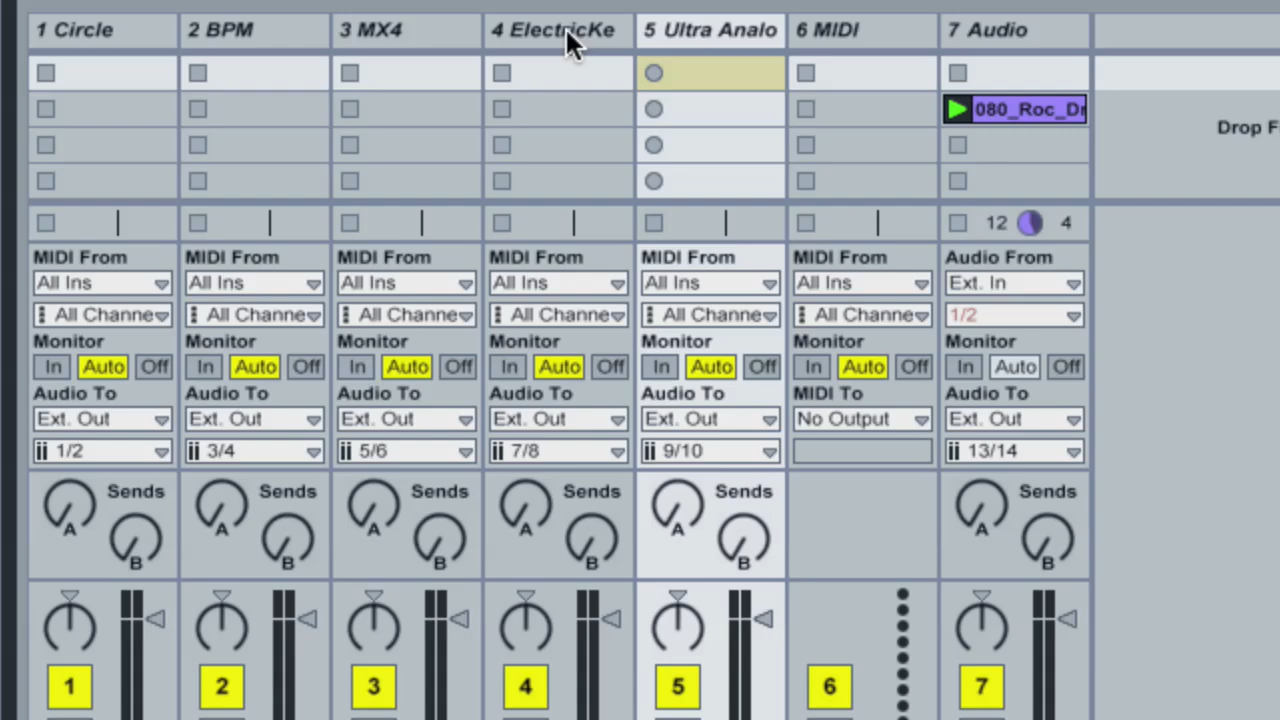 1 Circle 2 BPM 3 MX4 4 ElectricKe 5 Ultra Analo 6 MIDI 7 Audio
080_Roc_Dr
Drop F
12 4
MIDI From MIDI From MIDI From MIDI From MIDI From MIDI From Audio From
All Ins All Ins All Ins All Ins All Ins All Ins Ext. In
All Channe All Channe All Channe All Channe All Channe All Channe 1/2
Monitor Monitor Monitor Monitor Monitor Monitor Monitor
In Auto Off In Auto Off In Auto Off In Auto Off In Auto Off In Auto Off In Auto Off
Audio To Audio To Audio To Audio To Audio To MIDI To Audio To
Ext. Out Ext. Out Ext. Out Ext. Out Ext. Out No Output Ext. Out
1/2 3/4 5/6 7/8 9/10 13/14
Sends Sends Sends Sends Sends Sends
A A A A A A
B B B B B B
1 2 3 4 5 6 7